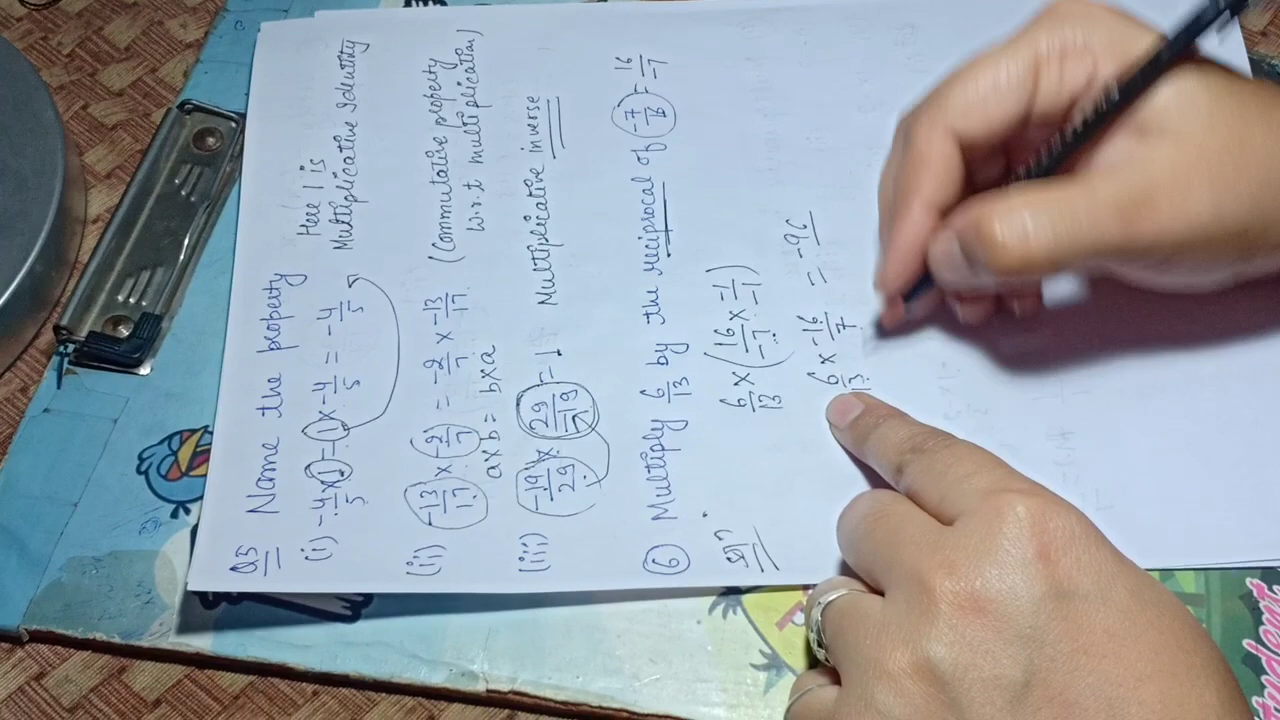 Q5 Name the property
(i) -4/5 × 1 = 1 × -4/5 = -4/5 Here 1 is Multiplicative Identity
(ii) -13/17 × -2/7 = -2/7 × -13/17 (Commutative property
a×b = b×a w.r.t multiplication)
(iii) -19/29 × 29/-19 = 1 Multiplicative inverse
6 Multiply 6/13 by the reciprocal of -7/16 = 16/-7
6/13 × (16/-7 × -1/-1)
6/13 × -16/7 = -96